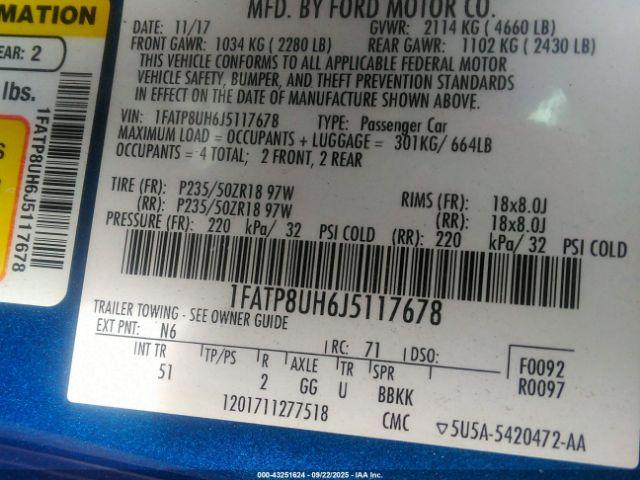 RMATION
EAR: 2
lbs.
1FATP8UH6J5117678
MFD. BY FORD MOTOR CO.
DATE: 11/17 GVWR: 2114 KG ( 4660 LB)
FRONT GAWR: 1034 KG ( 2280 LB) REAR GAWR: 1102 KG ( 2430 LB)
THIS VEHICLE CONFORMS TO ALL APPLICABLE FEDERAL MOTOR
VEHICLE SAFETY, BUMPER, AND THEFT PREVENTION STANDARDS
IN EFFECT ON THE DATE OF MANUFACTURE SHOWN ABOVE.
VIN: 1FATP8UH6J5117678 TYPE: Passenger Car
MAXIMUM LOAD = OCCUPANTS + LUGGAGE = 301KG/ 664LB
OCCUPANTS = 4 TOTAL; 2 FRONT, 2 REAR
TIRE (FR): P235/50ZR18 97W RIMS (FR): 18x8.0J
(RR): P235/50ZR18 97W (RR): 18x8.0J
PRESSURE (FR): 220 kPa/ 32 PSI COLD (RR): 220 kPa/ 32 PSI COLD
1FATP8UH6J5117678
TRAILER TOWING - SEE OWNER GUIDE
EXT PNT: N6 RC: 71 DSO:
INT TR TP/PS R AXLE TR SPR F0092
51 2 GG U BBKK R0097
1201711277518 CMC ▽5U5A-5420472-AA
000-43251624 - 09/22/2025 - IAA Inc.